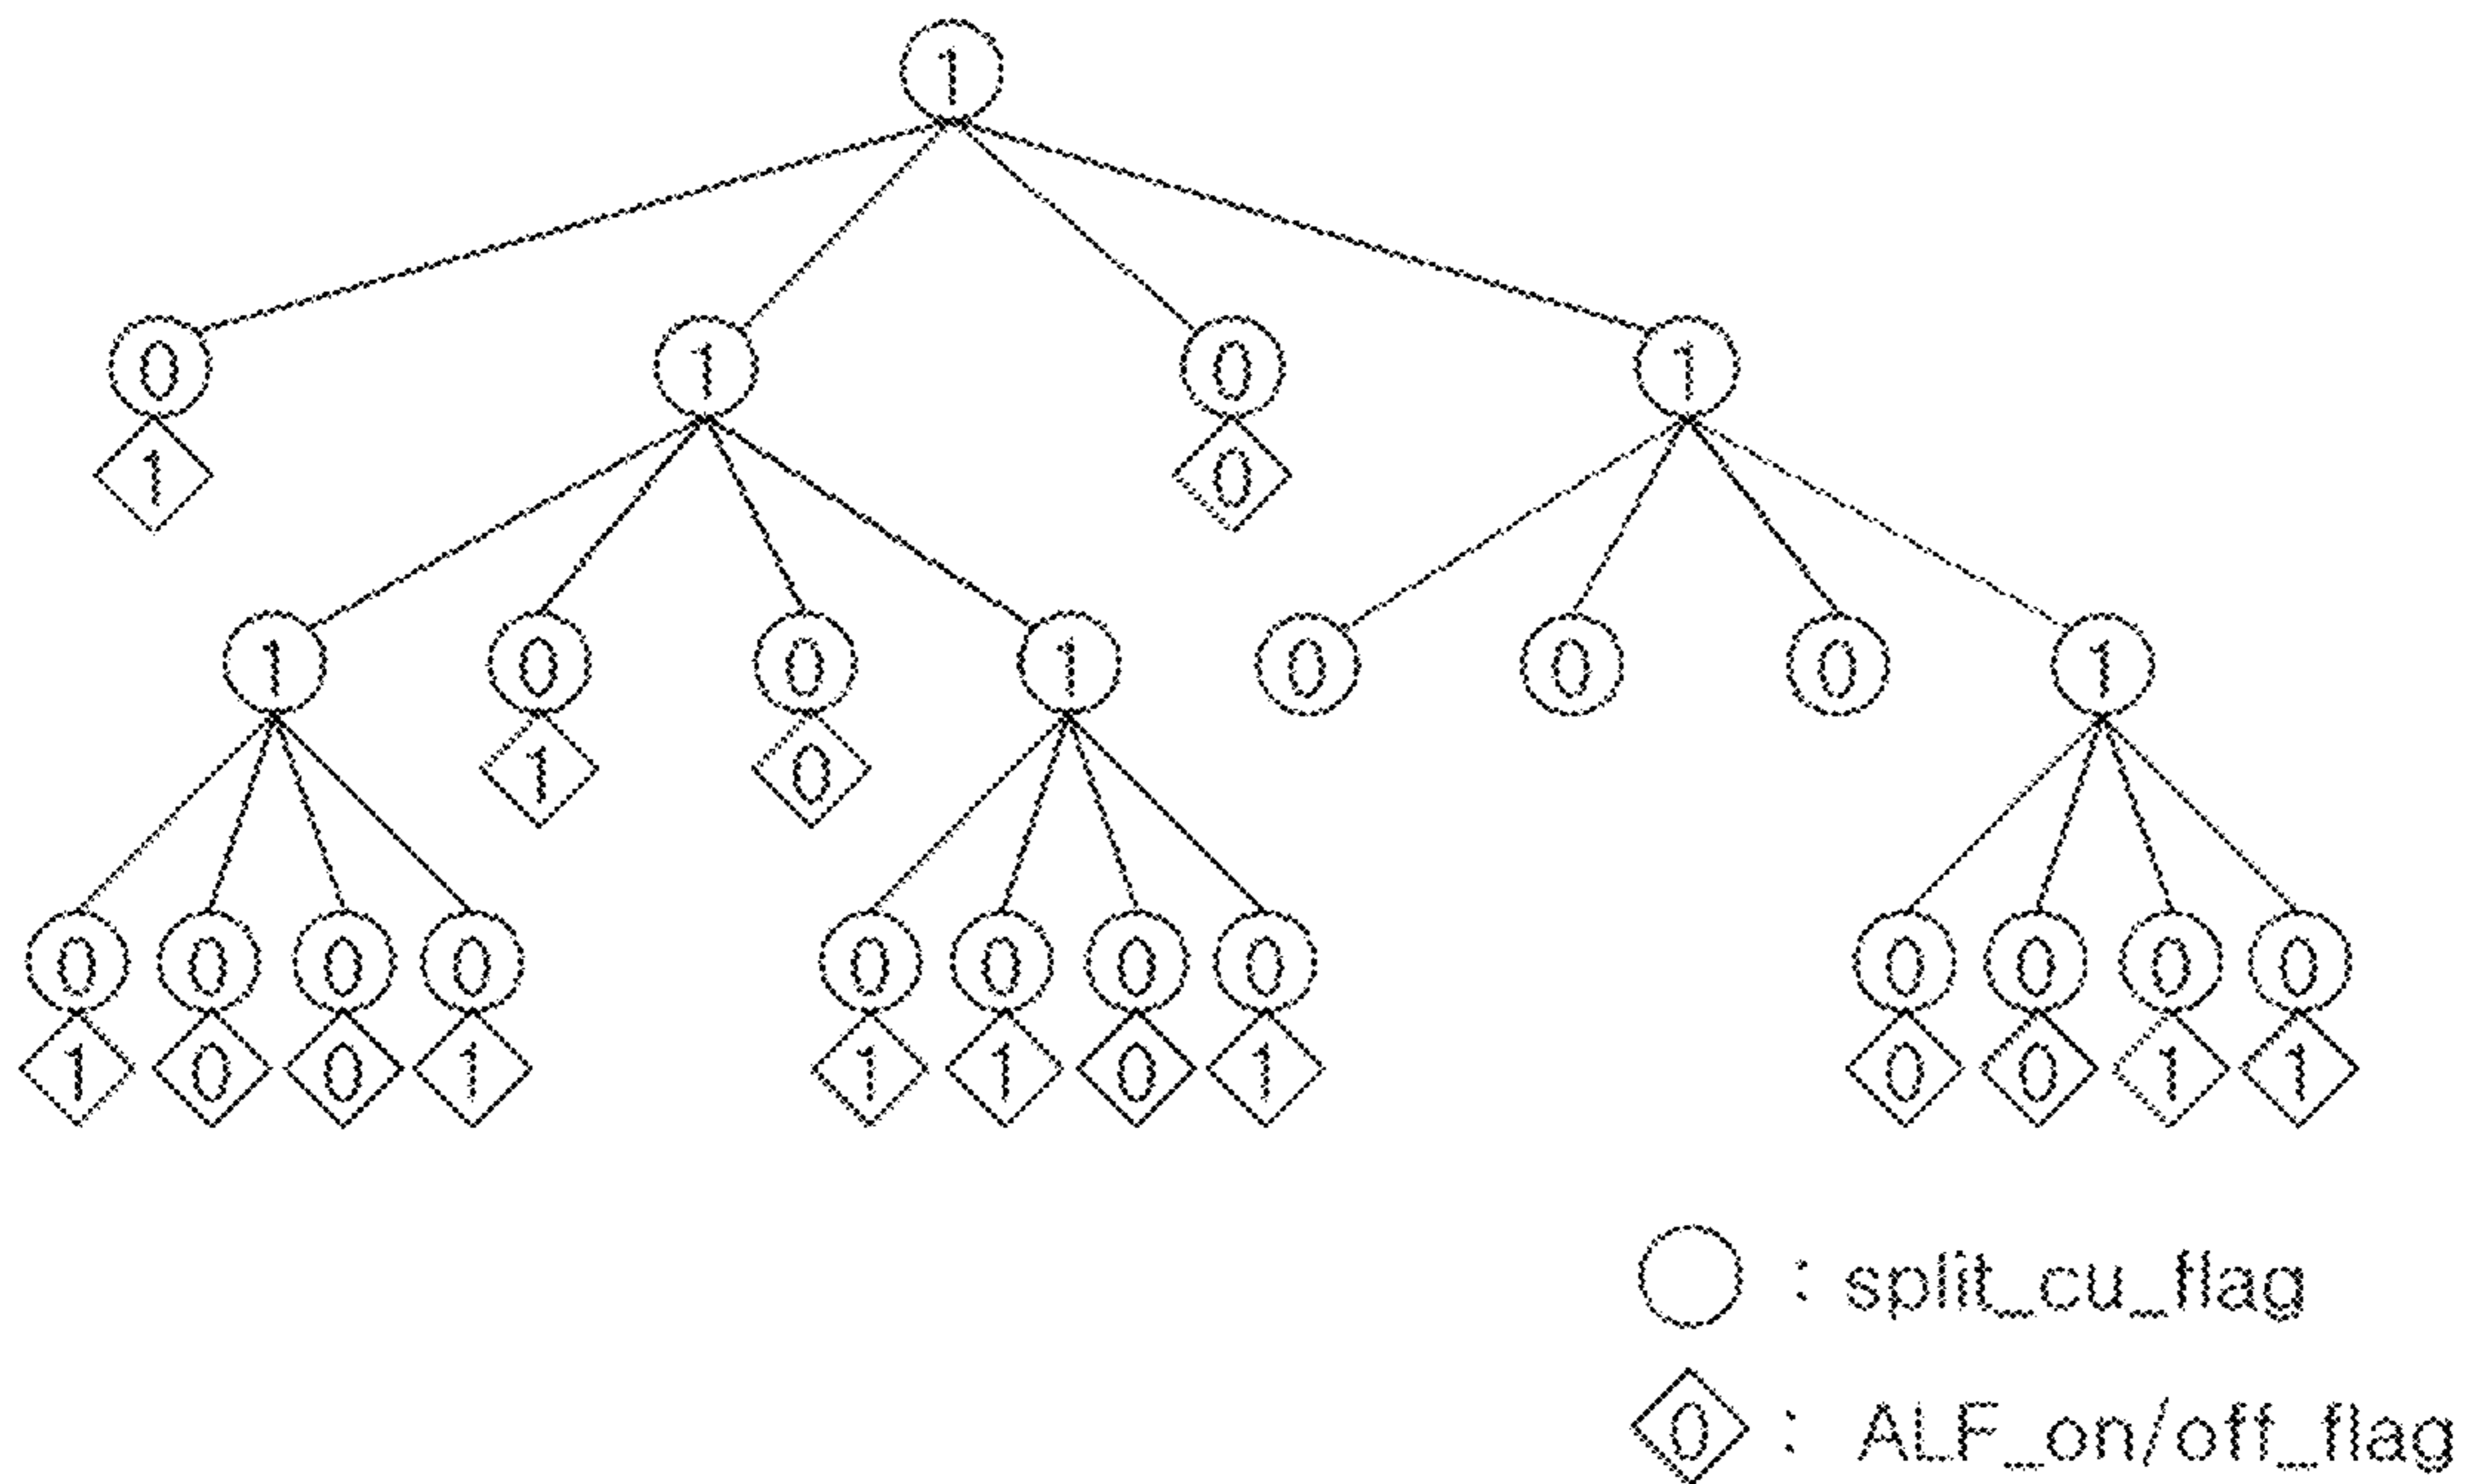 1
0 1 0 1
1 0
1 0 0 1 0 0 0 1
1 0
0 0 0 0 0 0 0 0 0 0 0 0
1 0 0 1 1 1 0 1 0 0 1 1
: split_cu_flag
0 : ALF_on/off_flag